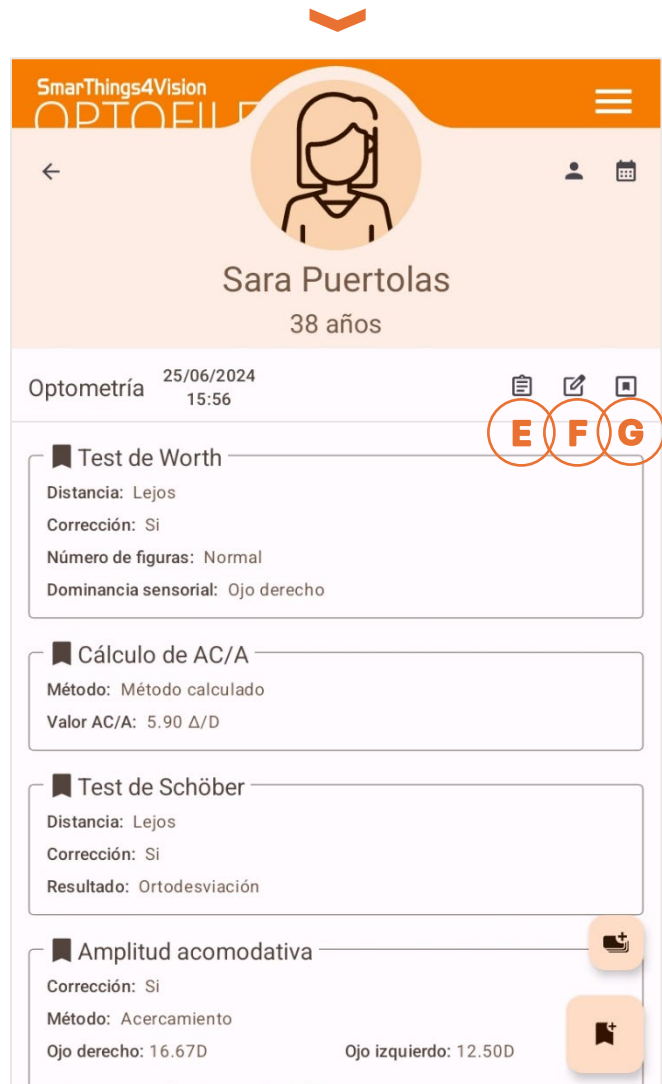 SmarThings4Vision
OPTOFILE
Sara Puertolas
38 años
Optometría 25/06/2024
15:56
E F G
Test de Worth
Distancia: Lejos
Corrección: Si
Número de figuras: Normal
Dominancia sensorial: Ojo derecho
Cálculo de AC/A
Método: Método calculado
Valor AC/A: 5.90 Δ/D
Test de Schöber
Distancia: Lejos
Corrección: Si
Resultado: Ortodesviación
Amplitud acomodativa
Corrección: Si
Método: Acercamiento
Ojo derecho: 16.67D Ojo izquierdo: 12.50D